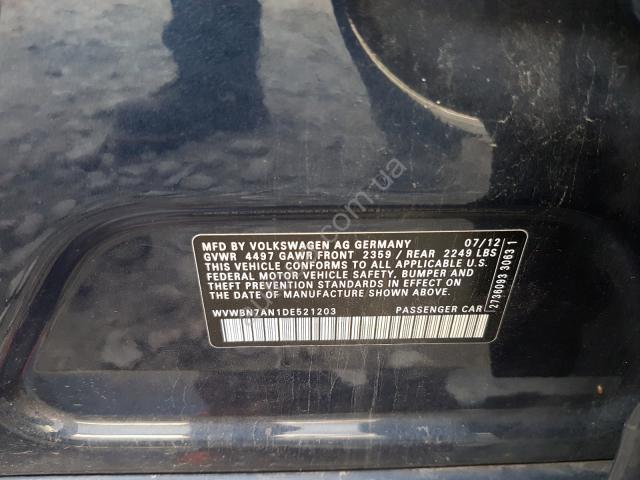 MFD BY VOLKSWAGEN AG GERMANY 07/12
GVWR 4497 GAWR FRONT 2359 / REAR 2249 LBS
THIS VEHICLE CONFORMS TO ALL APPLICABLE U.S.
FEDERAL MOTOR VEHICLE SAFETY, BUMPER AND
THEFT PREVENTION STANDARDS IN EFFECT ON THE
DATE OF MANUFACTURE SHOWN ABOVE.
WVWBN7AN1DE521203 PASSENGER CAR
2736093 30631